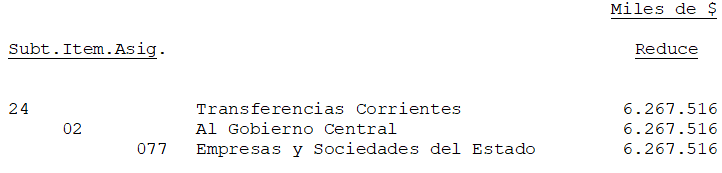 Miles de $
Subt.Item.Asig. Reduce
24 Transferencias Corrientes 6.267.516
02 Al Gobierno Central 6.267.516
077 Empresas y Sociedades del Estado 6.267.516